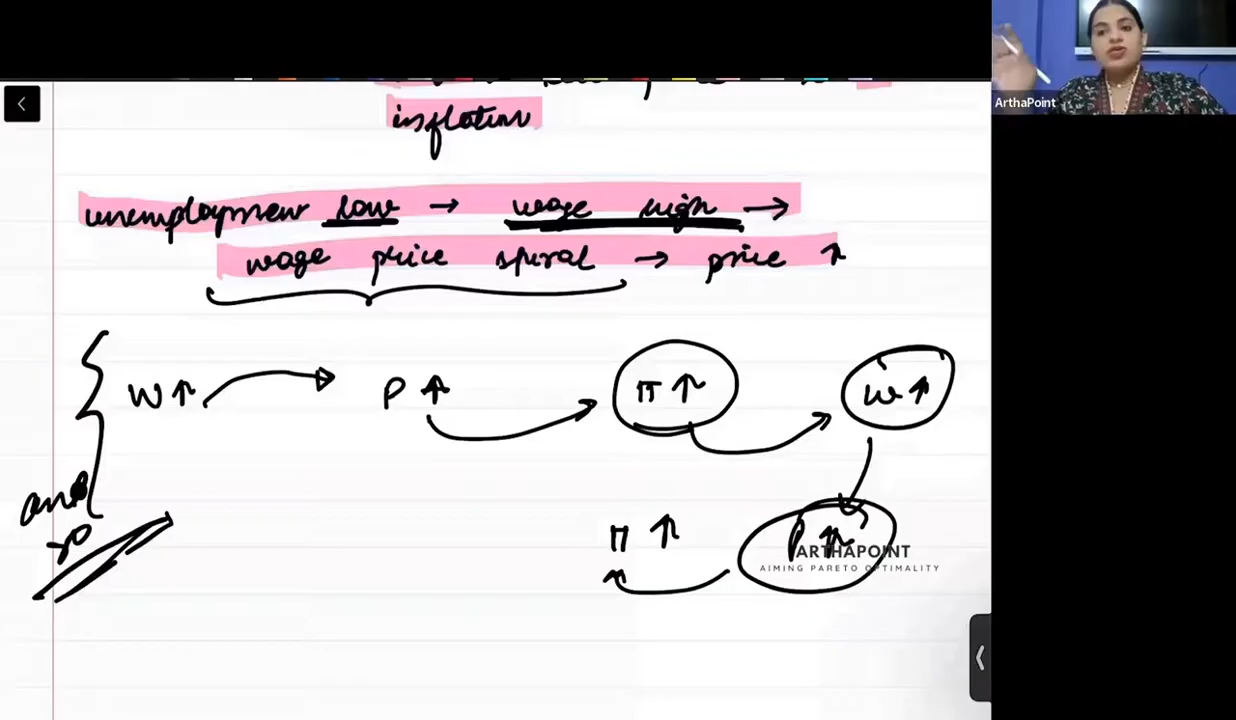 ArthaPoint
inflation
unemployment low → wage high →
wage price spiral → price ↑
W↑ → P↑ → π↑ → w↑
and
so
π↑ P↑
ARTHAPOINT
AIMING PARETO OPTIMALITY